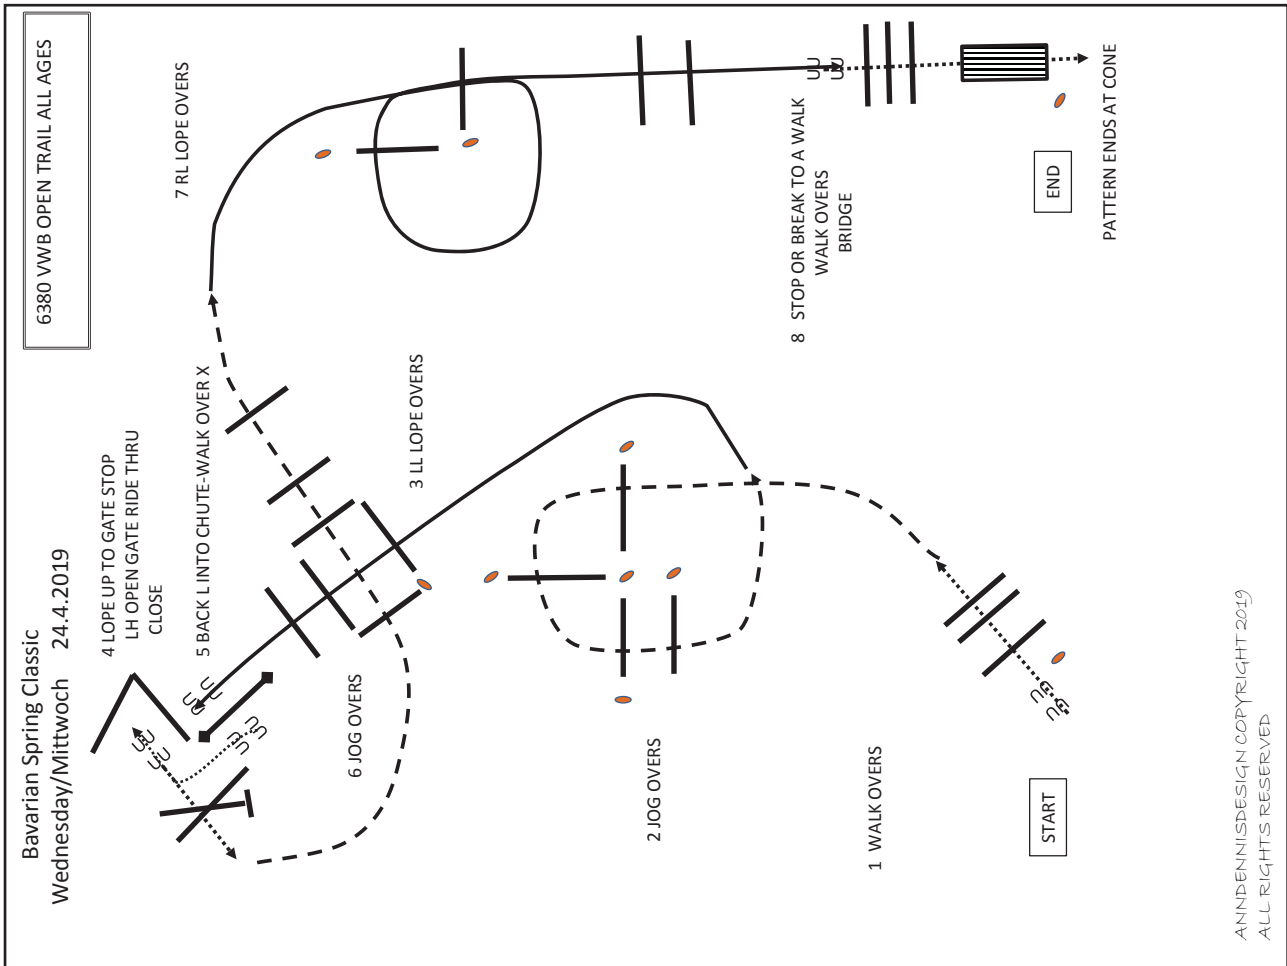 Bavarian Spring Classic
Wednesday/Mittwoch 24.4.2019
6380 VWB OPEN TRAIL ALL AGES
4 LOPE UP TO GATE STOP
LH OPEN GATE RIDE THRU
CLOSE
5 BACK L INTO CHUTE-WALK OVER X
7 RL LOPE OVERS
6 JOG OVERS
3 LL LOPE OVERS
2 JOG OVERS
8 STOP OR BREAK TO A WALK
WALK OVERS
BRIDGE
1 WALK OVERS
START
END
PATTERN ENDS AT CONE
ANNDENNISDESIGN COPYRIGHT 2019
ALL RIGHTS RESERVED